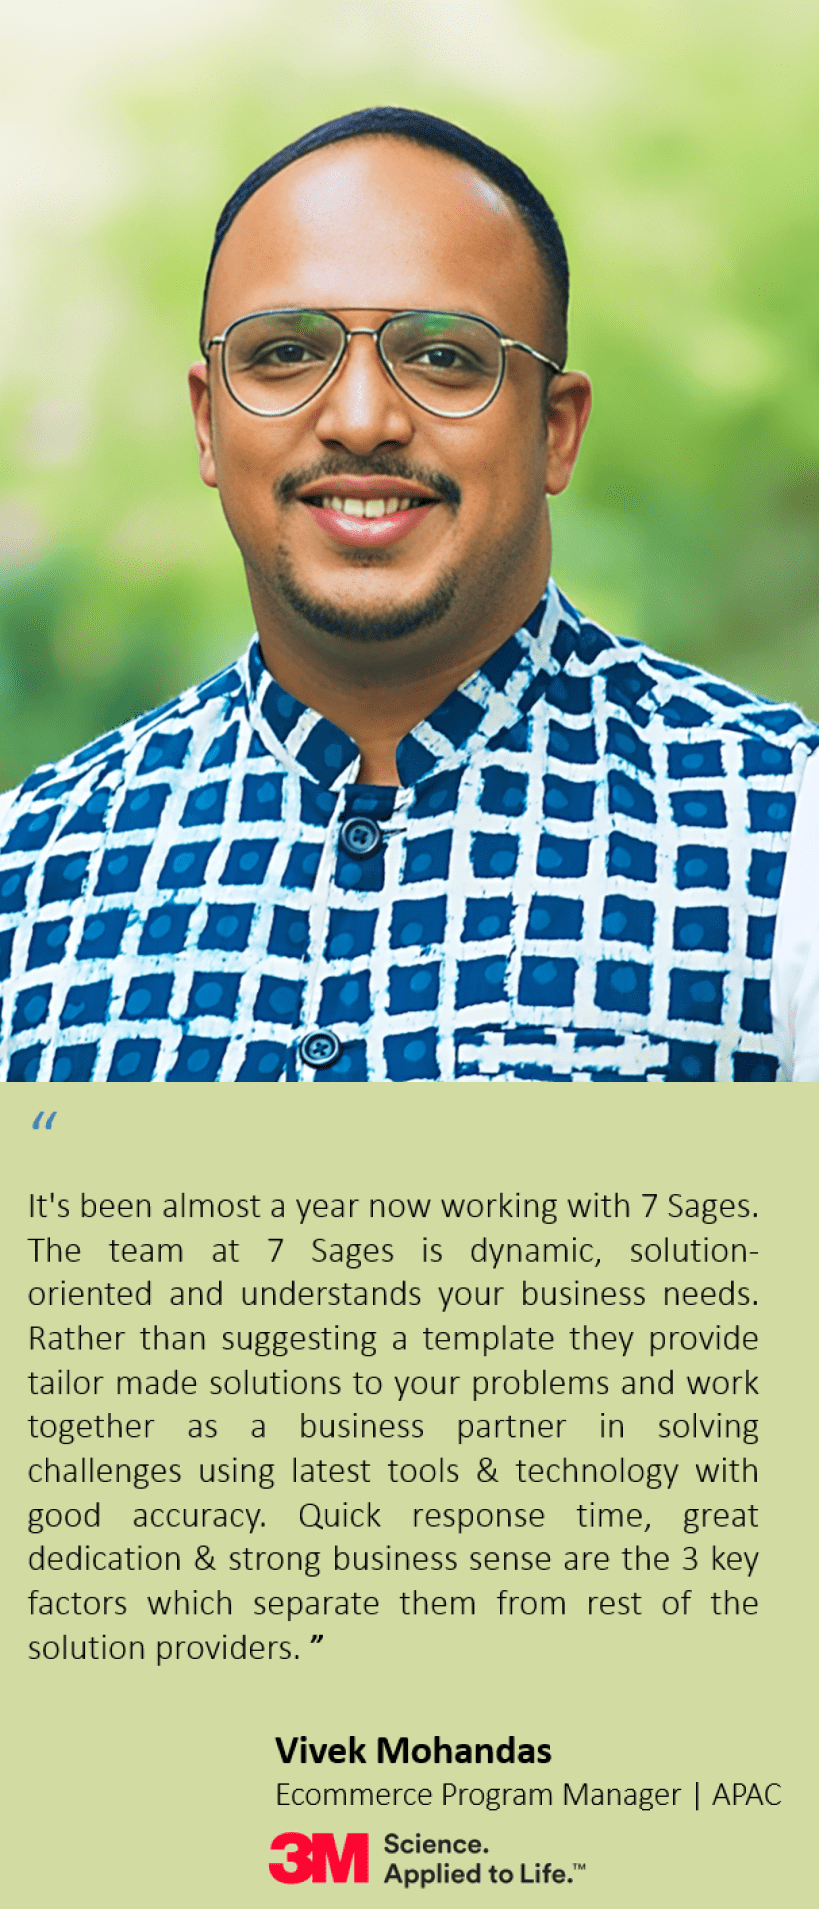 “
It's been almost a year now working with 7 Sages.
The team at 7 Sages is dynamic, solution-
oriented and understands your business needs.
Rather than suggesting a template they provide
tailor made solutions to your problems and work
together as a business partner in solving
challenges using latest tools & technology with
good accuracy. Quick response time, great
dedication & strong business sense are the 3 key
factors which separate them from rest of the
solution providers. ”
Vivek Mohandas
Ecommerce Program Manager | APAC
3M Science.
Applied to Life.™